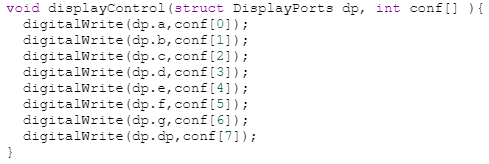 void displayControl(struct DisplayPorts dp, int conf[] ){
  digitalWrite(dp.a,conf[0]);
  digitalWrite(dp.b,conf[1]);
  digitalWrite(dp.c,conf[2]);
  digitalWrite(dp.d,conf[3]);
  digitalWrite(dp.e,conf[4]);
  digitalWrite(dp.f,conf[5]);
  digitalWrite(dp.g,conf[6]);
  digitalWrite(dp.dp,conf[7]);
}